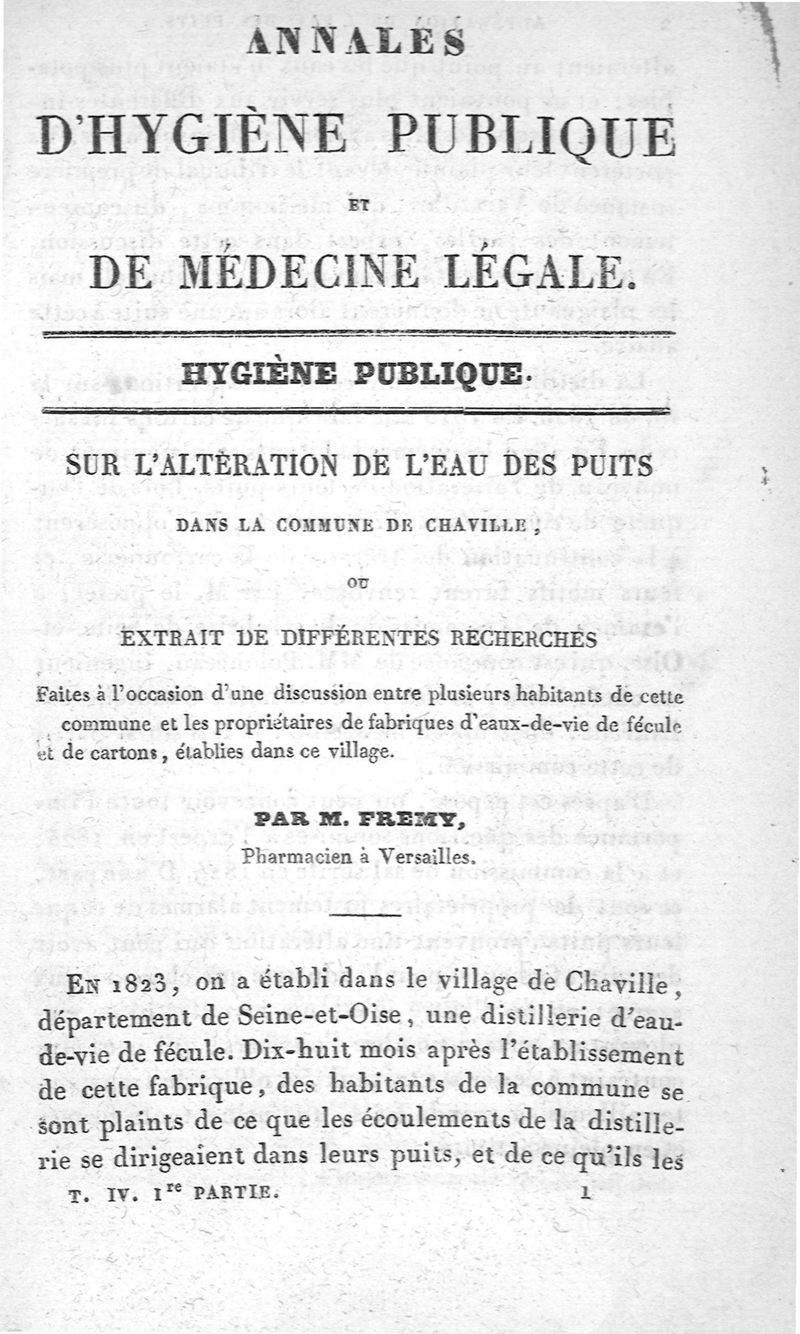 ANNALES
D'HYGIÈNE PUBLIQUE
ET
DE MÉDECINE LÉGALE.
HYGIÈNE PUBLIQUE.
SUR L'ALTÉRATION DE L'EAU DES PUITS
DANS LA COMMUNE DE CHAVILLE,
OU
EXTRAIT DE DIFFÉRENTES RECHERCHES
Faites à l'occasion d'une discussion entre plusieurs habitants de cette
commune et les propriétaires de fabriques d'eaux-de-vie de fécule
et de cartons, établies dans ce village.
PAR M. FREMY,
Pharmacien à Versailles.
EN 1823, on a établi dans le village de Chaville,
département de Seine-et-Oise, une distillerie d'eau-
de-vie de fécule. Dix-huit mois après l'établissement
de cette fabrique, des habitants de la commune se
sont plaints de ce que les écoulements de la distille-
rie se dirigeaient dans leurs puits, et de ce qu'ils les
T. IV. 1re PARTIE. 1